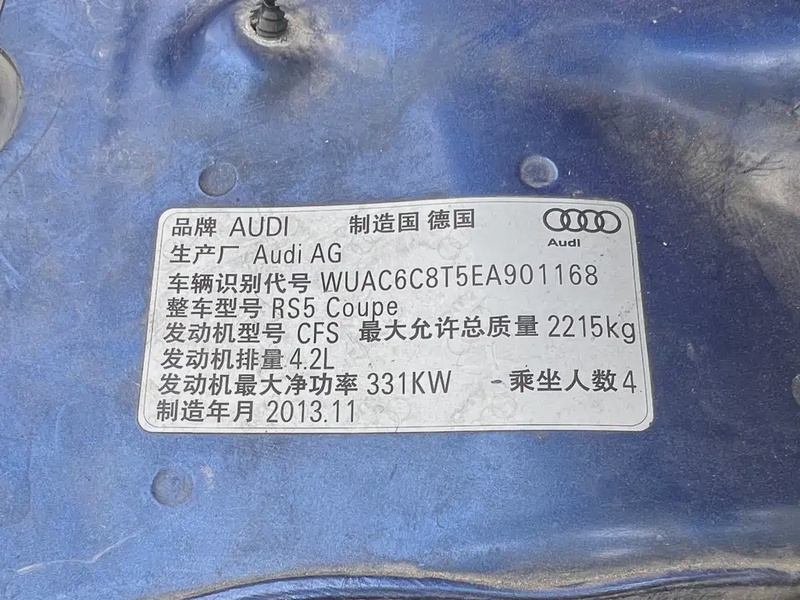 品牌 AUDI 制造国 德国
Audi
生产厂 Audi AG
车辆识别代号 WUAC6C8T5EA901168
整车型号 RS5 Coupe
发动机型号 CFS 最大允许总质量 2215kg
发动机排量 4.2L
发动机最大净功率 331KW -乘坐人数 4
制造年月 2013.11